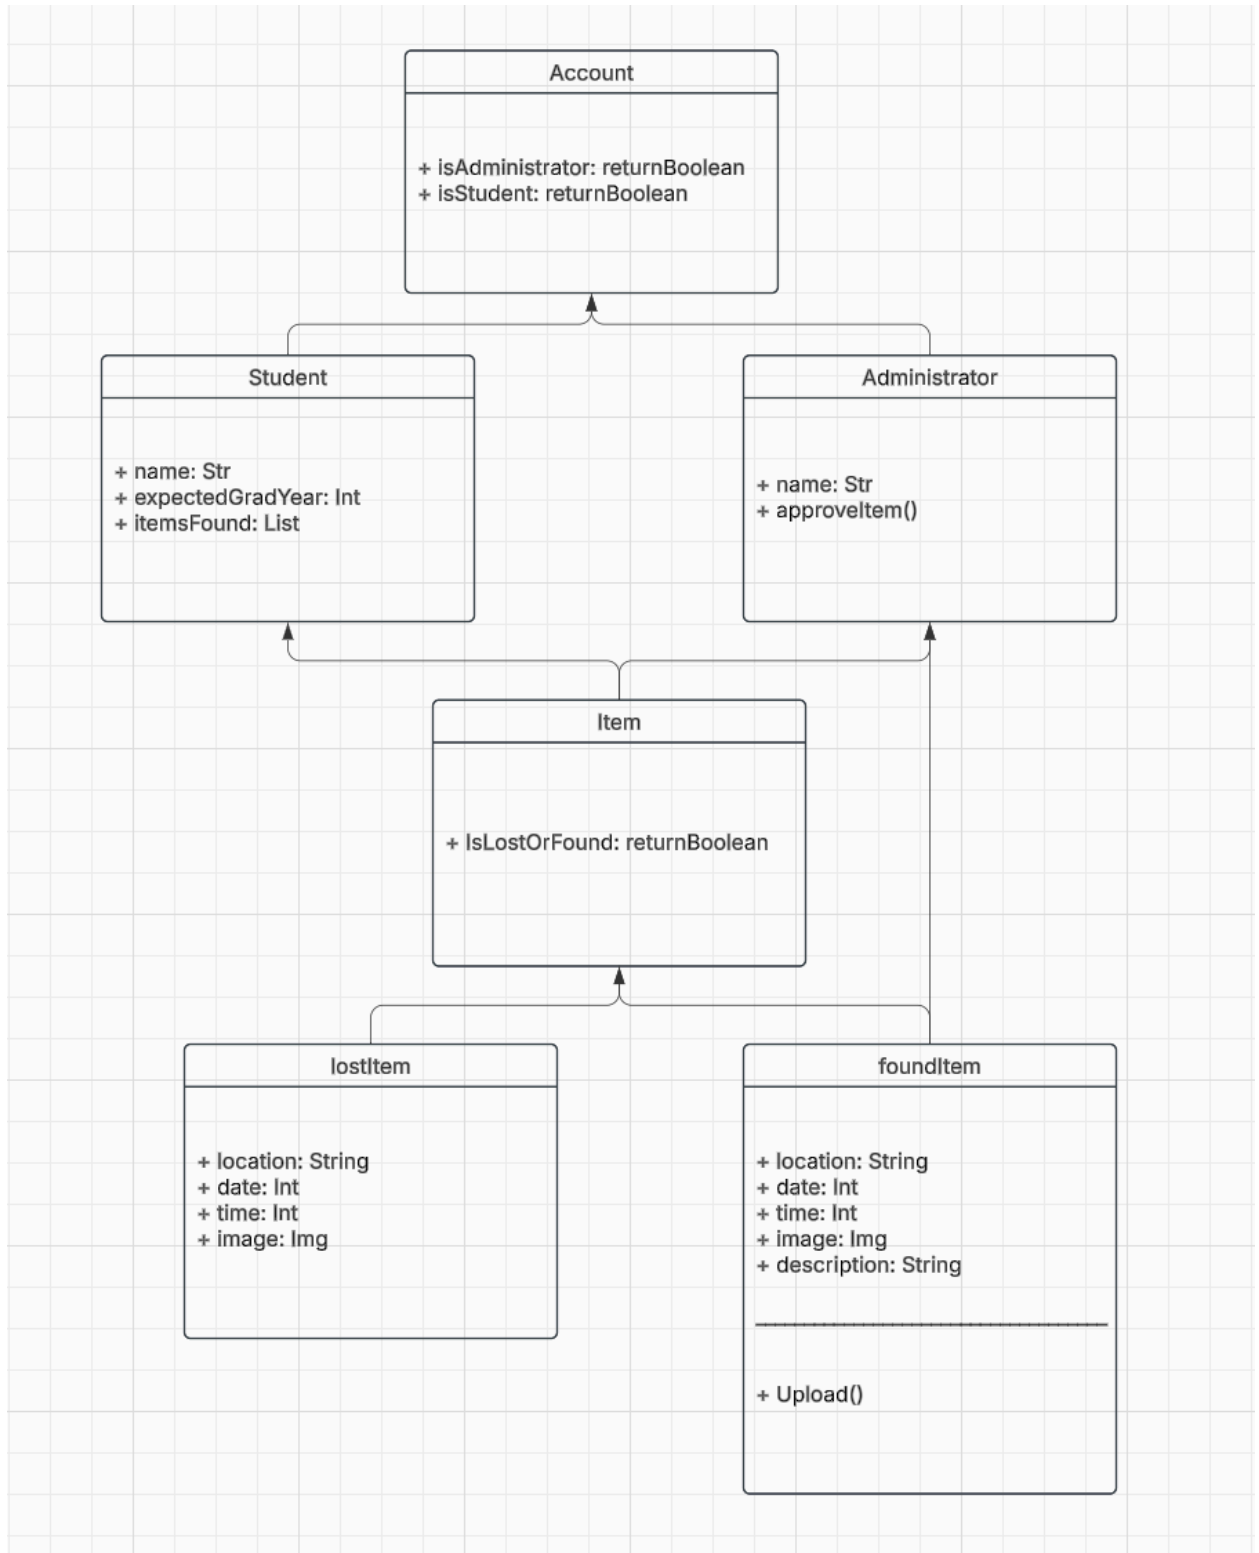 Account
+ isAdministrator: returnBoolean
+ isStudent: returnBoolean
Student
+ name: Str
+ expectedGradYear: Int
+ itemsFound: List
Administrator
+ name: Str
+ approveItem()
Item
+ IsLostOrFound: returnBoolean
lostItem
+ location: String
+ date: Int
+ time: Int
+ image: Img
foundItem
+ location: String
+ date: Int
+ time: Int
+ image: Img
+ description: String
+ Upload()